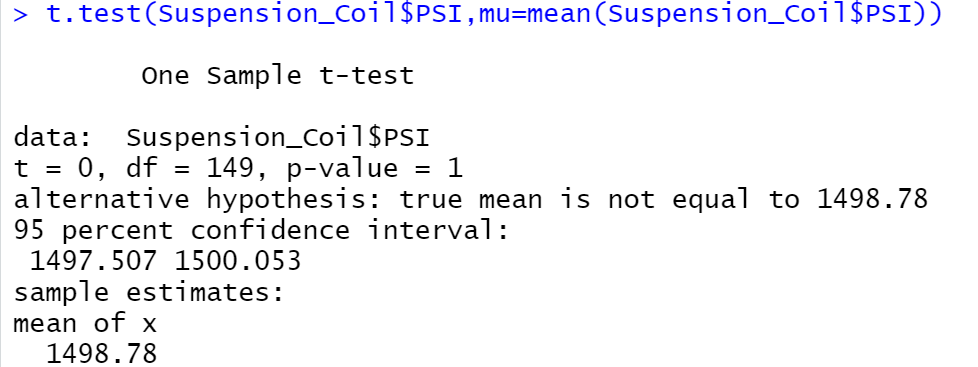 > t.test(Suspension_Coil$PSI,mu=mean(Suspension_Coil$PSI))
One Sample t-test
data:  Suspension_Coil$PSI
t = 0, df = 149, p-value = 1
alternative hypothesis: true mean is not equal to 1498.78
95 percent confidence interval:
1497.507 1500.053
sample estimates:
mean of x
1498.78